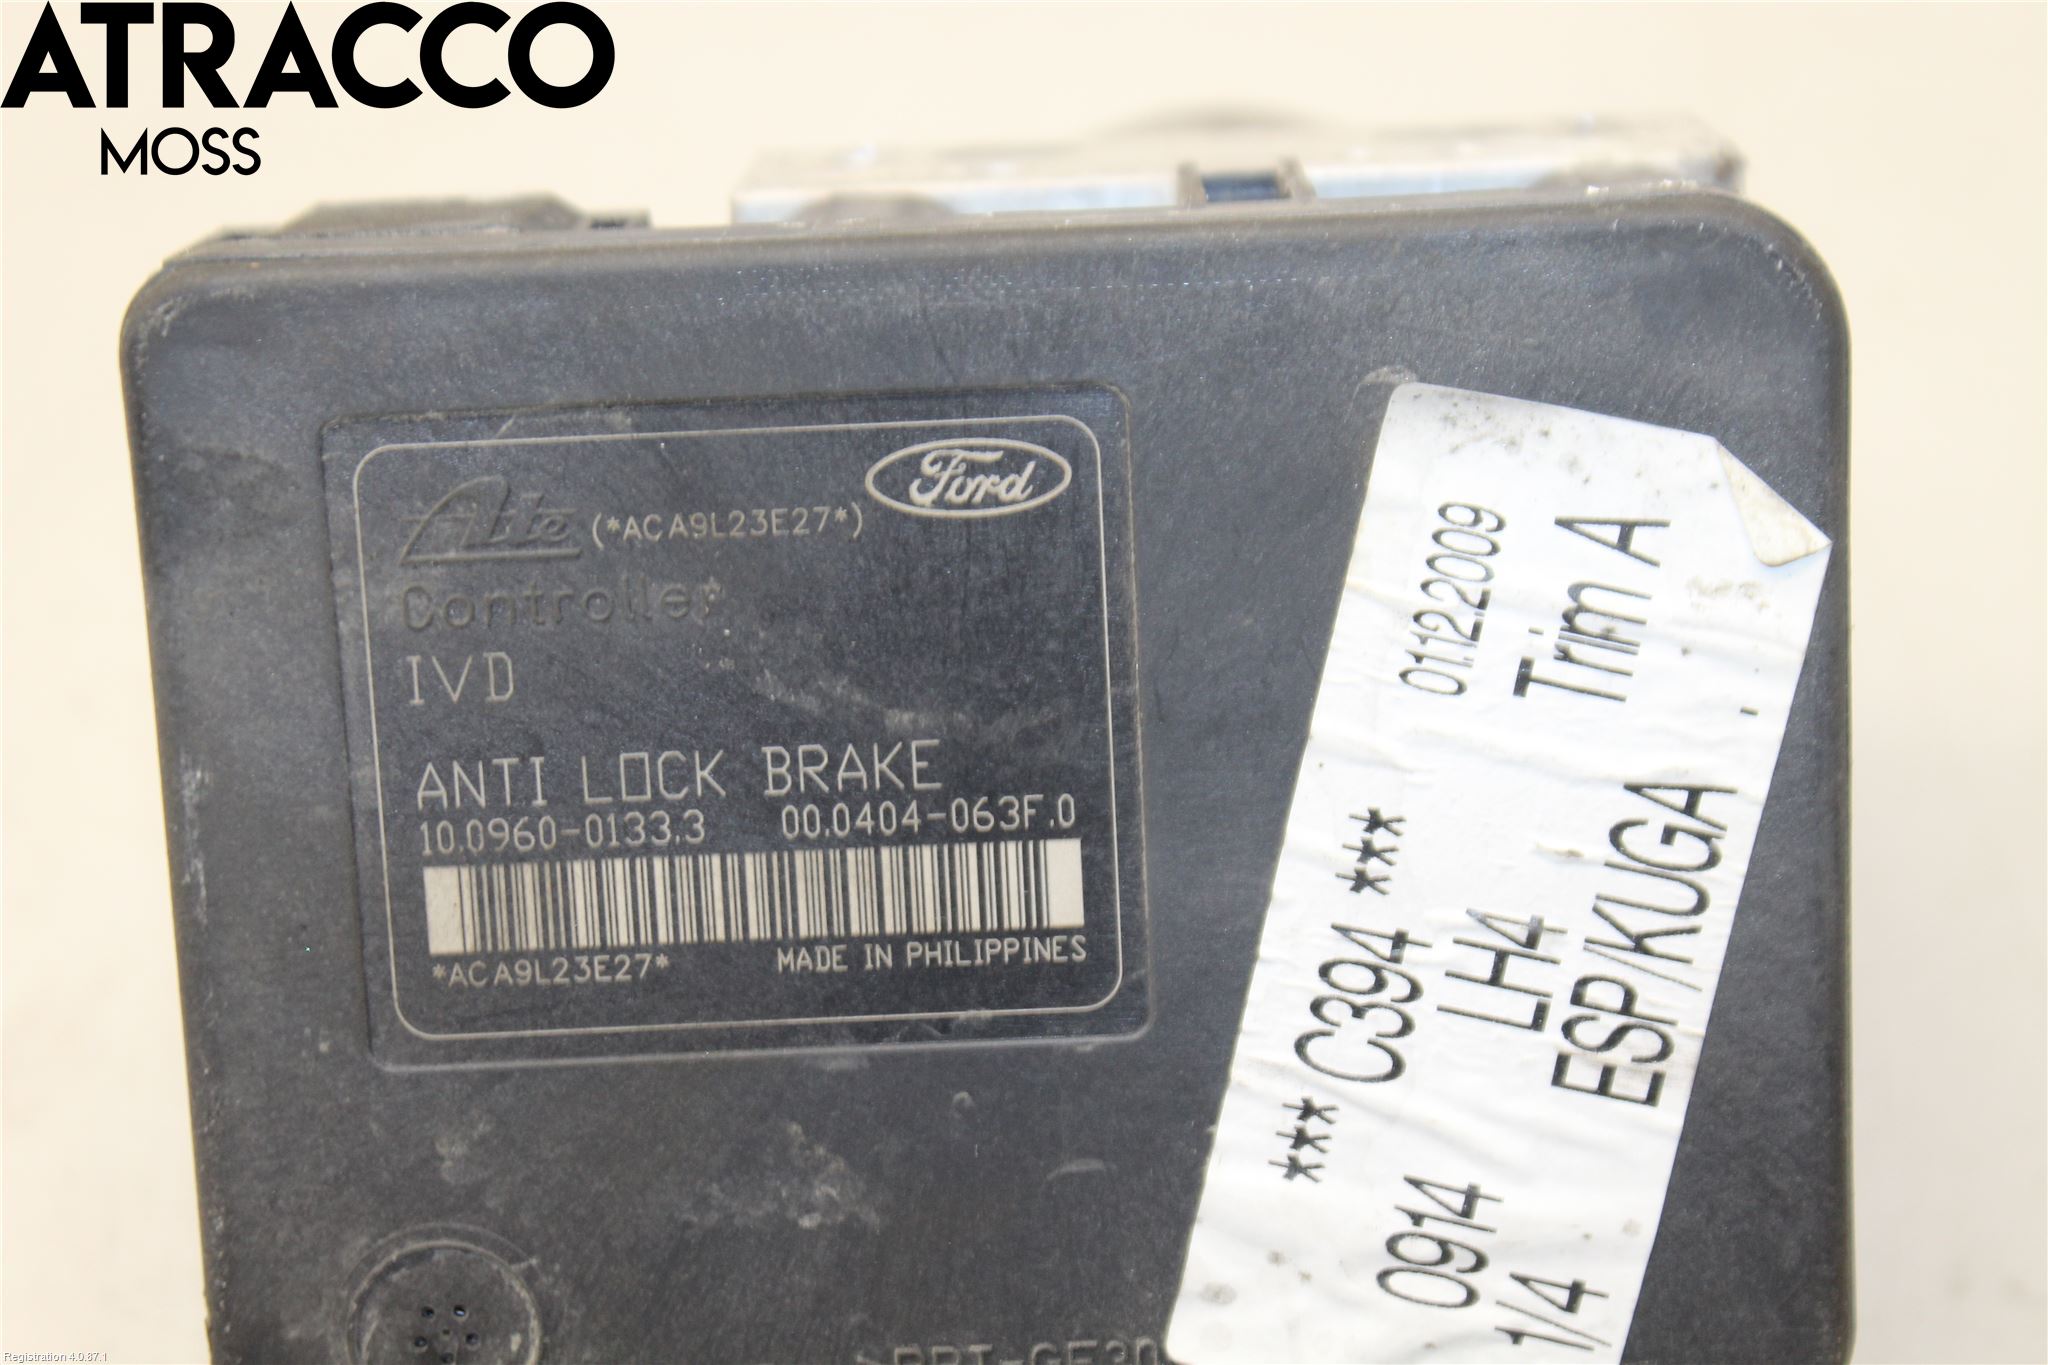 ATRACCO
MOSS
Ate (*ACA9L23E27*) Ford
Controller
IVD
ANTI LOCK BRAKE
10.0960-0133.3 00.0404-063F.0
*ACA9L23E27* MADE IN PHILIPPINES
*** C394 *** 01.12.2009
0914 LH4 Trim A
1/4 ESP/KUGA
Registration 4.0.87.1